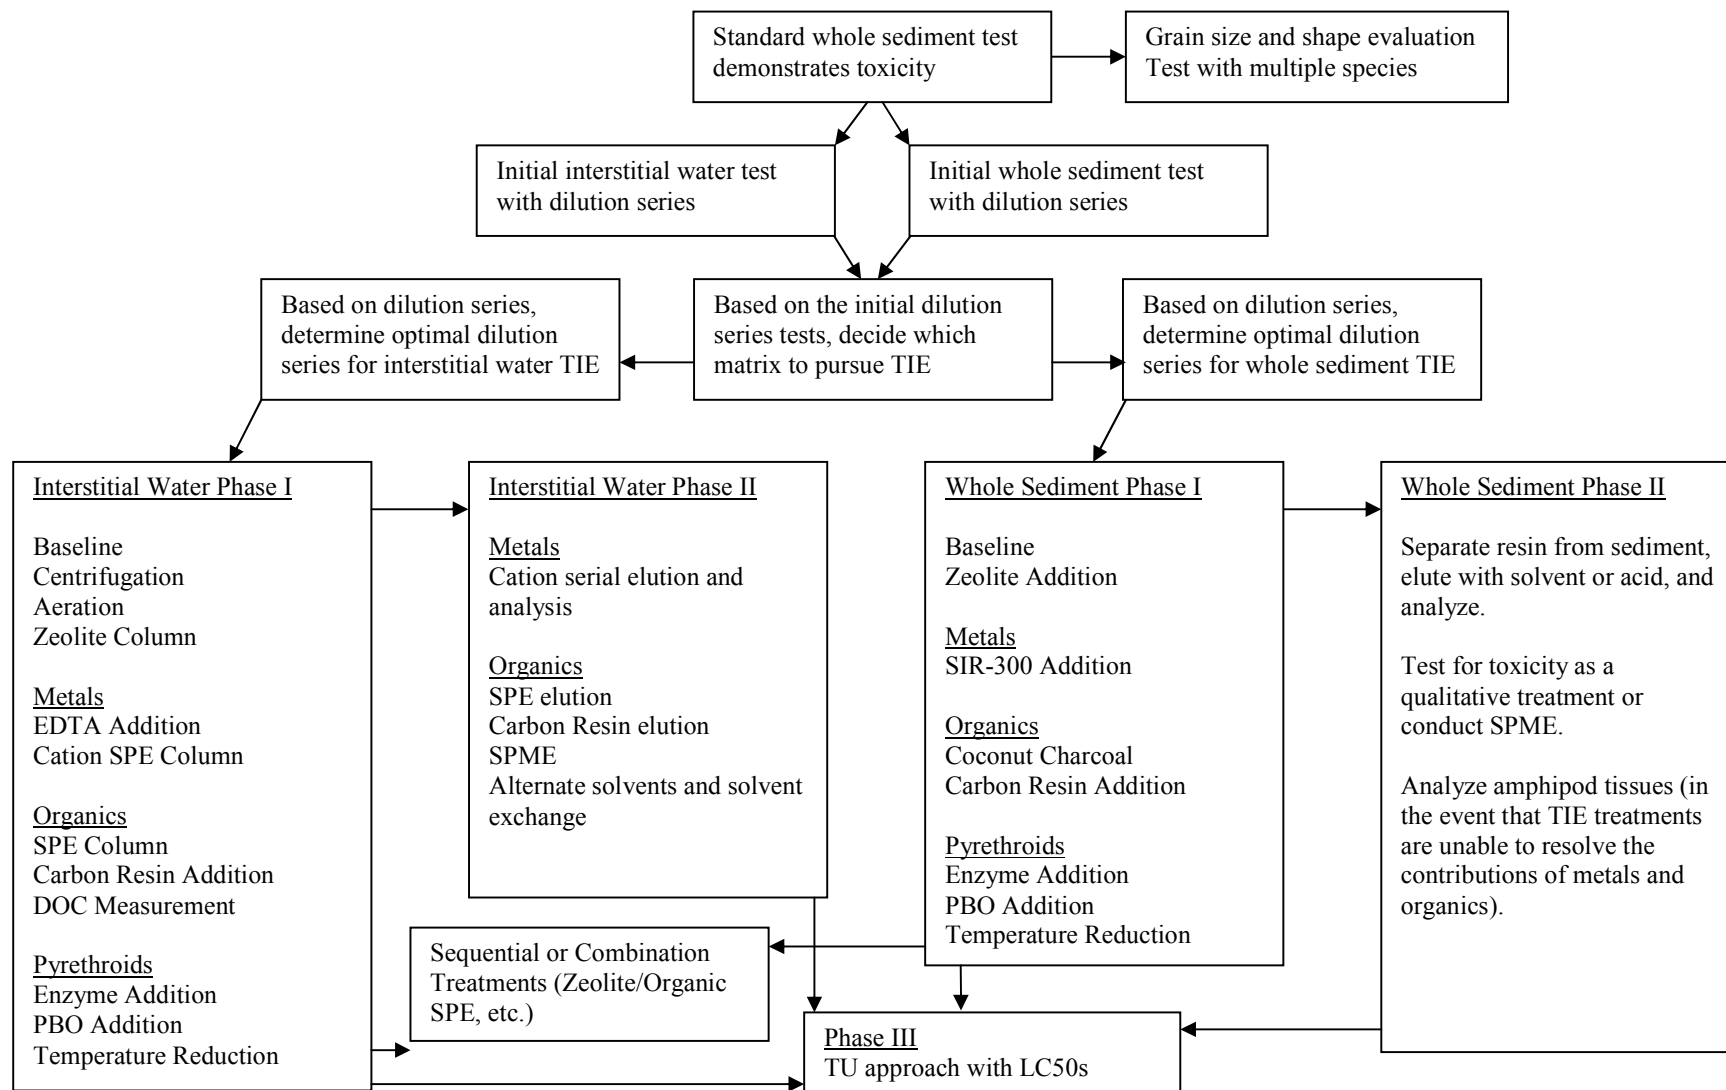 Standard whole sediment test
demonstrates toxicity
Grain size and shape evaluation
Test with multiple species
Initial interstitial water test
with dilution series
Initial whole sediment test
with dilution series
Based on dilution series,
determine optimal dilution
series for interstitial water TIE
Based on the initial dilution
series tests, decide which
matrix to pursue TIE
Based on dilution series,
determine optimal dilution
series for whole sediment TIE
Interstitial Water Phase I
Baseline
Centrifugation
Aeration
Zeolite Column
Metals
EDTA Addition
Cation SPE Column
Organics
SPE Column
Carbon Resin Addition
DOC Measurement
Pyrethroids
Enzyme Addition
PBO Addition
Temperature Reduction
Interstitial Water Phase II
Metals
Cation serial elution and
analysis
Organics
SPE elution
Carbon Resin elution
SPME
Alternate solvents and solvent
exchange
Whole Sediment Phase I
Baseline
Zeolite Addition
Metals
SIR-300 Addition
Organics
Coconut Charcoal
Carbon Resin Addition
Pyrethroids
Enzyme Addition
PBO Addition
Temperature Reduction
Whole Sediment Phase II
Separate resin from sediment,
elute with solvent or acid, and
analyze.
Test for toxicity as a
qualitative treatment or
conduct SPME.
Analyze amphipod tissues (in
the event that TIE treatments
are unable to resolve the
contributions of metals and
organics).
Sequential or Combination
Treatments (Zeolite/Organic
SPE, etc.)
Phase III
TU approach with LC50s